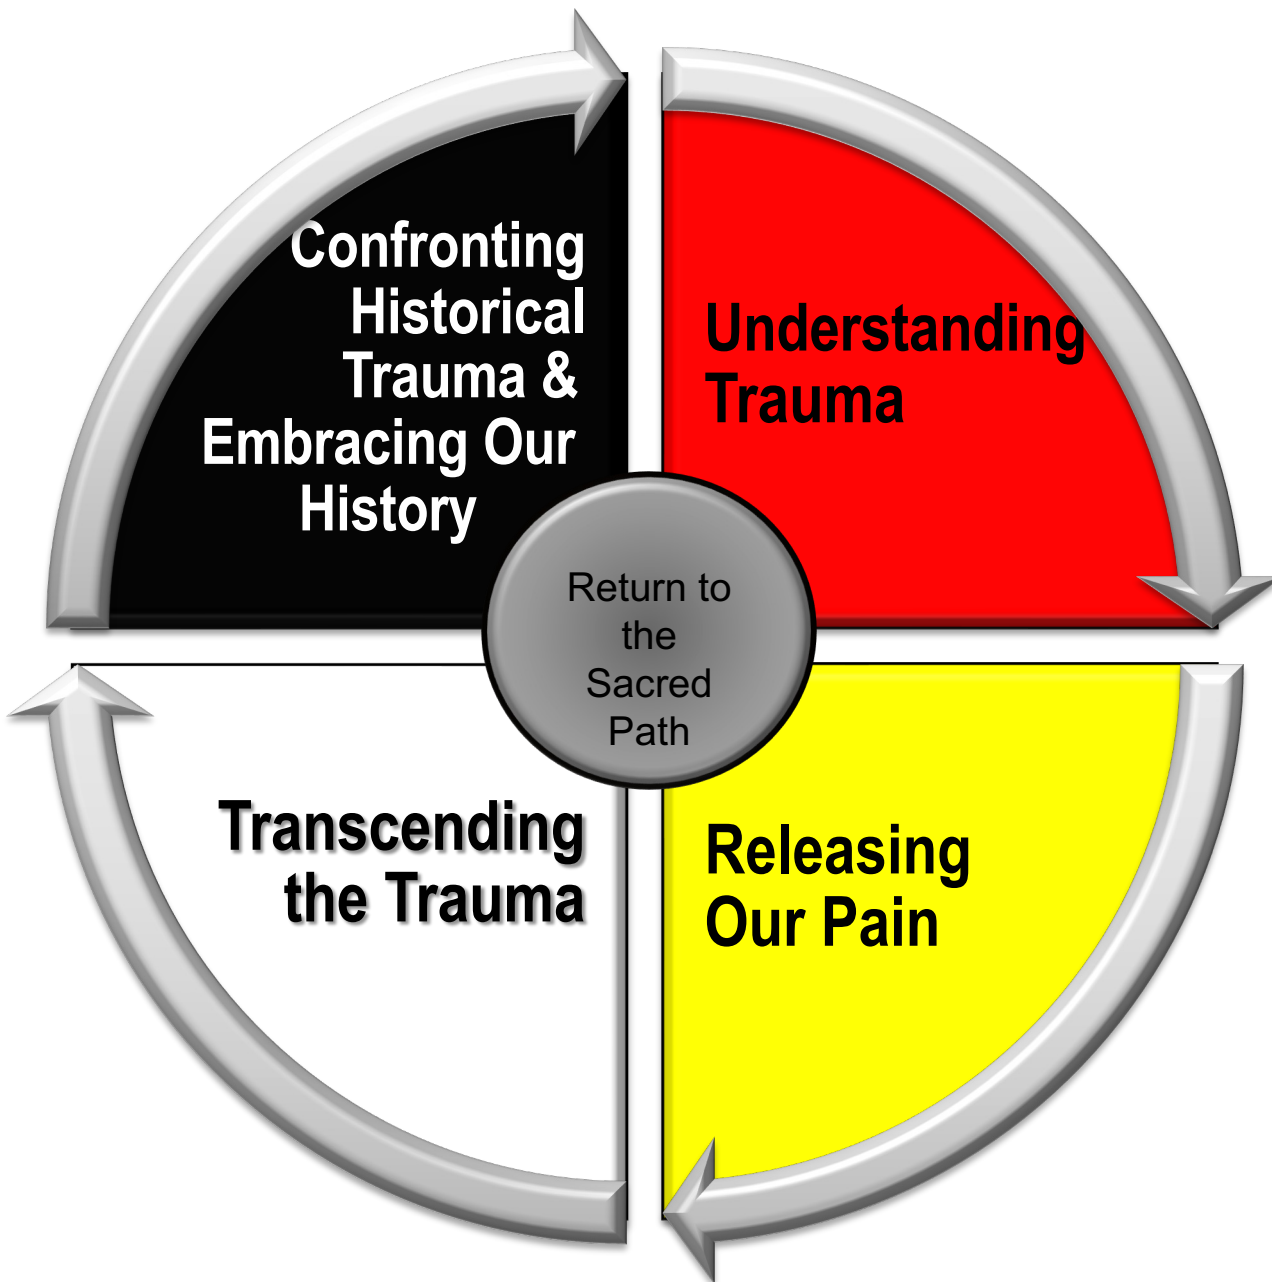 Confronting
Historical
Trauma &
Embracing Our
History
Understanding
Trauma
Return to
the
Sacred
Path
Transcending
the Trauma
Releasing
Our Pain